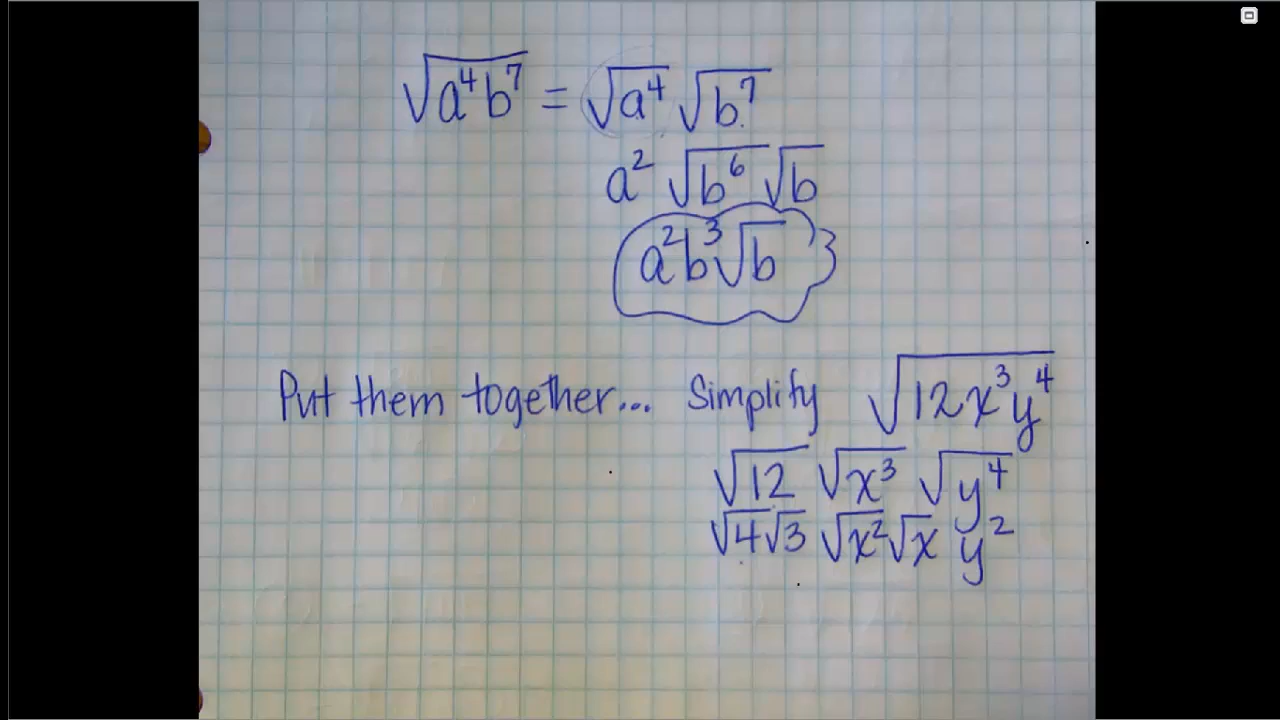 √a⁴b⁷ = √a⁴ √b⁷
a² √b⁶ √b
a²b³√b
Put them together... Simplify √12x³y⁴
√12 √x³ √y⁴
√4√3 √x²√x y²